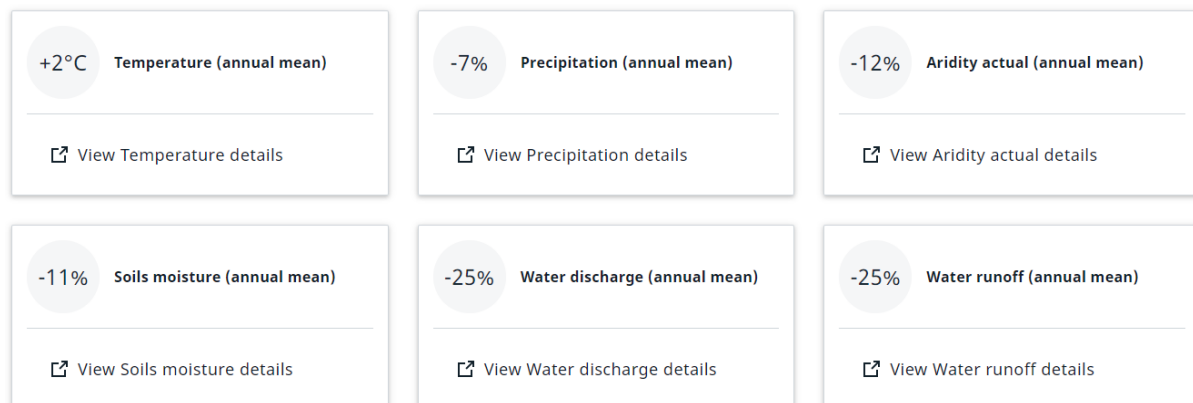 +2°C Temperature (annual mean)
View Temperature details
-7% Precipitation (annual mean)
View Precipitation details
-12% Aridity actual (annual mean)
View Aridity actual details
-11% Soils moisture (annual mean)
View Soils moisture details
-25% Water discharge (annual mean)
View Water discharge details
-25% Water runoff (annual mean)
View Water runoff details